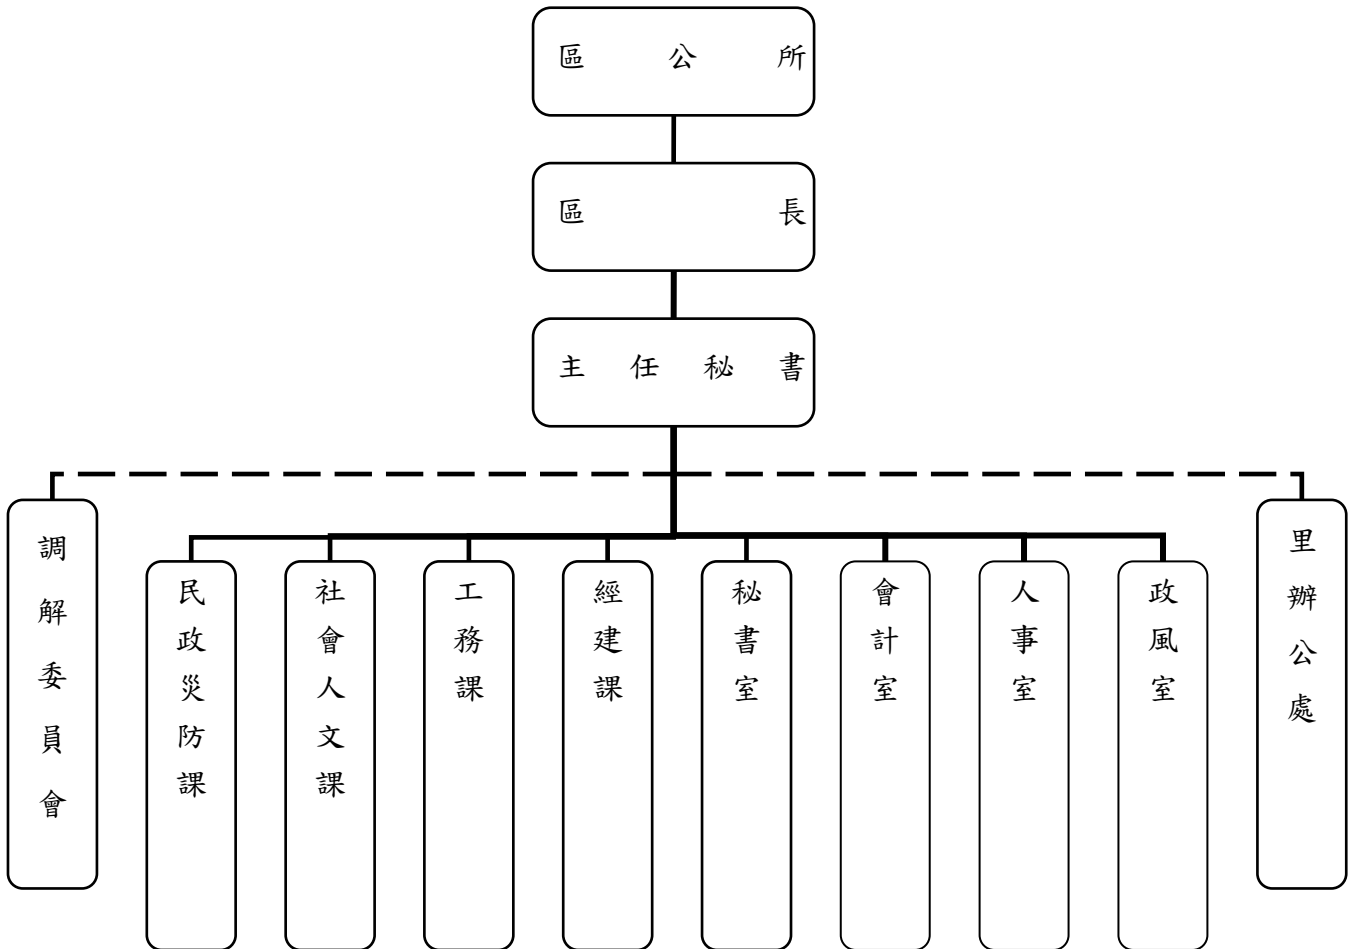 區公所
區長
主任秘書
調解委員會
民政災防課
社會人文課
工務課
經建課
秘書室
會計室
人事室
政風室
里辦公處